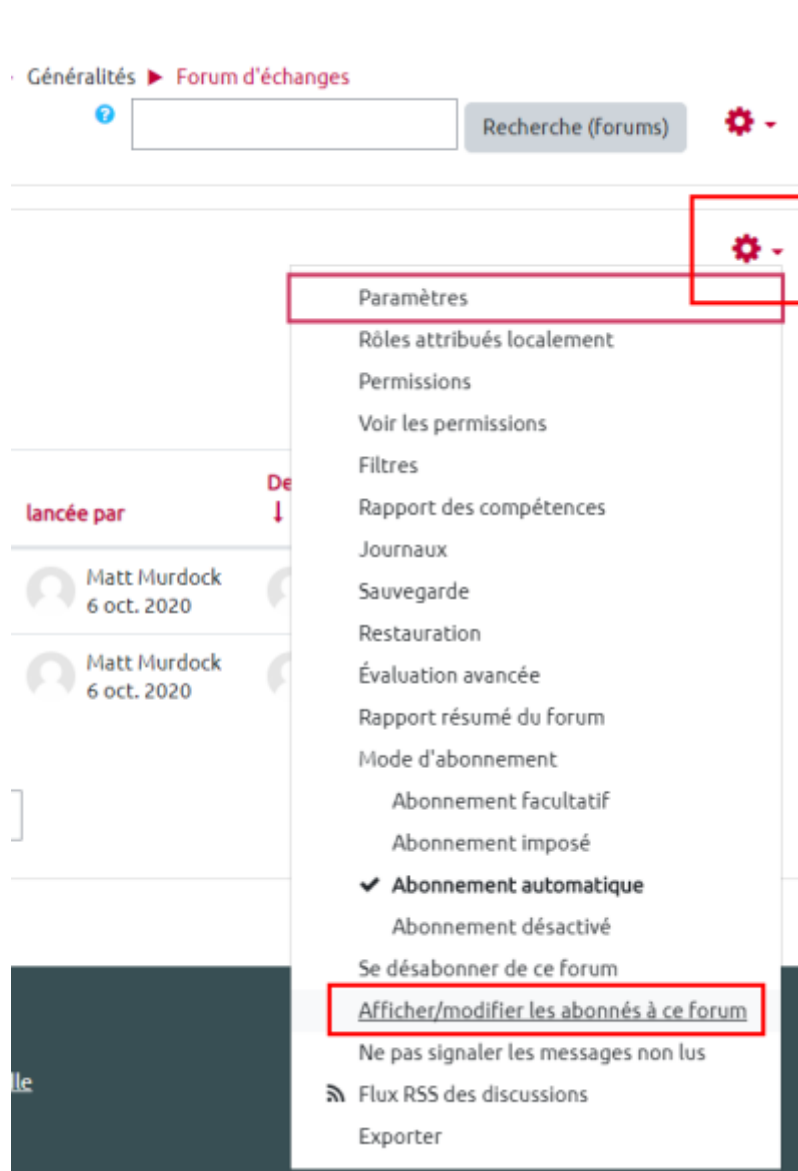 Généralités ▶ Forum d'échanges
Recherche (forums)
Paramètres
Rôles attribués localement
Permissions
Voir les permissions
Filtres
De
lancée par
Rapport des compétences
Journaux
Matt Murdock
6 oct. 2020
Sauvegarde
Restauration
Matt Murdock
6 oct. 2020
Évaluation avancée
Rapport résumé du forum
Mode d'abonnement
Abonnement facultatif
Abonnement imposé
✔ Abonnement automatique
Abonnement désactivé
Se désabonner de ce forum
Afficher/modifier les abonnés à ce forum
Ne pas signaler les messages non lus
lle
Flux RSS des discussions
Exporter